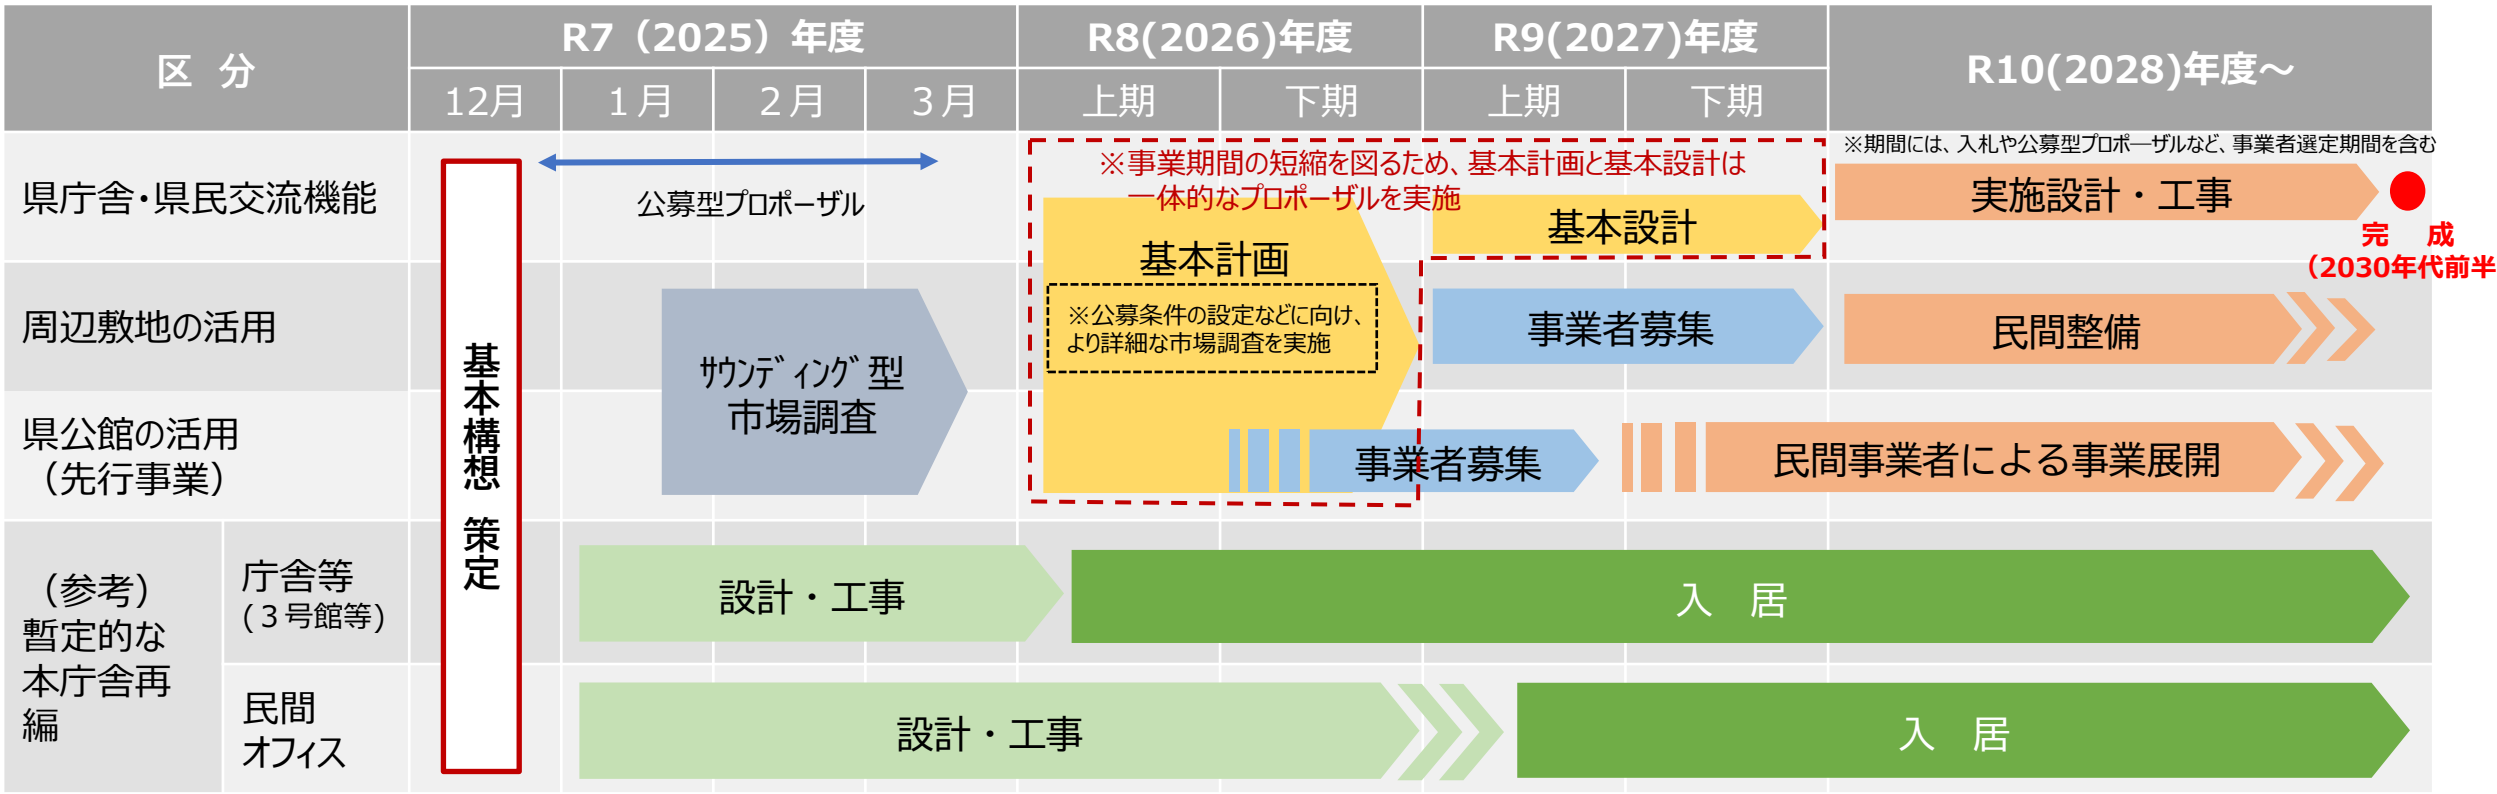 区　分
R7（2025）年度
R8(2026)年度
R9(2027)年度
R10(2028)年度～
12月
１月
２月
３月
上期
下期
上期
下期
※期間には、入札や公募型プロポーザルなど、事業者選定期間を含む
県庁舎・県民交流機能
公募型プロポーザル
※事業期間の短縮を図るため、基本計画と基本設計は
一体的なプロポーザルを実施
基本計画
基本設計
実施設計・工事
完　成
（2030年代前半
基本構想　策定
周辺敷地の活用
ｻｳﾝﾃﾞｨﾝｸﾞ型
市場調査
※公募条件の設定などに向け、
より詳細な市場調査を実施
事業者募集
民間整備
県公館の活用
（先行事業）
事業者募集
民間事業者による事業展開
（参考）
暫定的な
本庁舎再
編
庁舎等
(３号館等)
設計・工事
入　居
民間
オフィス
設計・工事
入　居